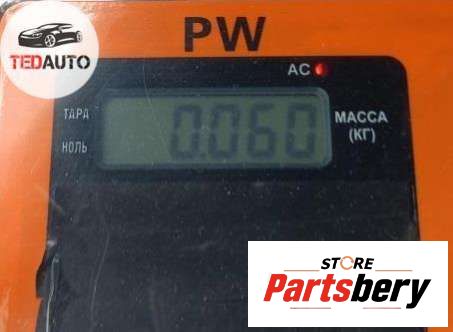 TEDAUTO
PW
AC
ТАРА
НОЛЬ
0.060
МАССА
(КГ)
STORE
Partsbery